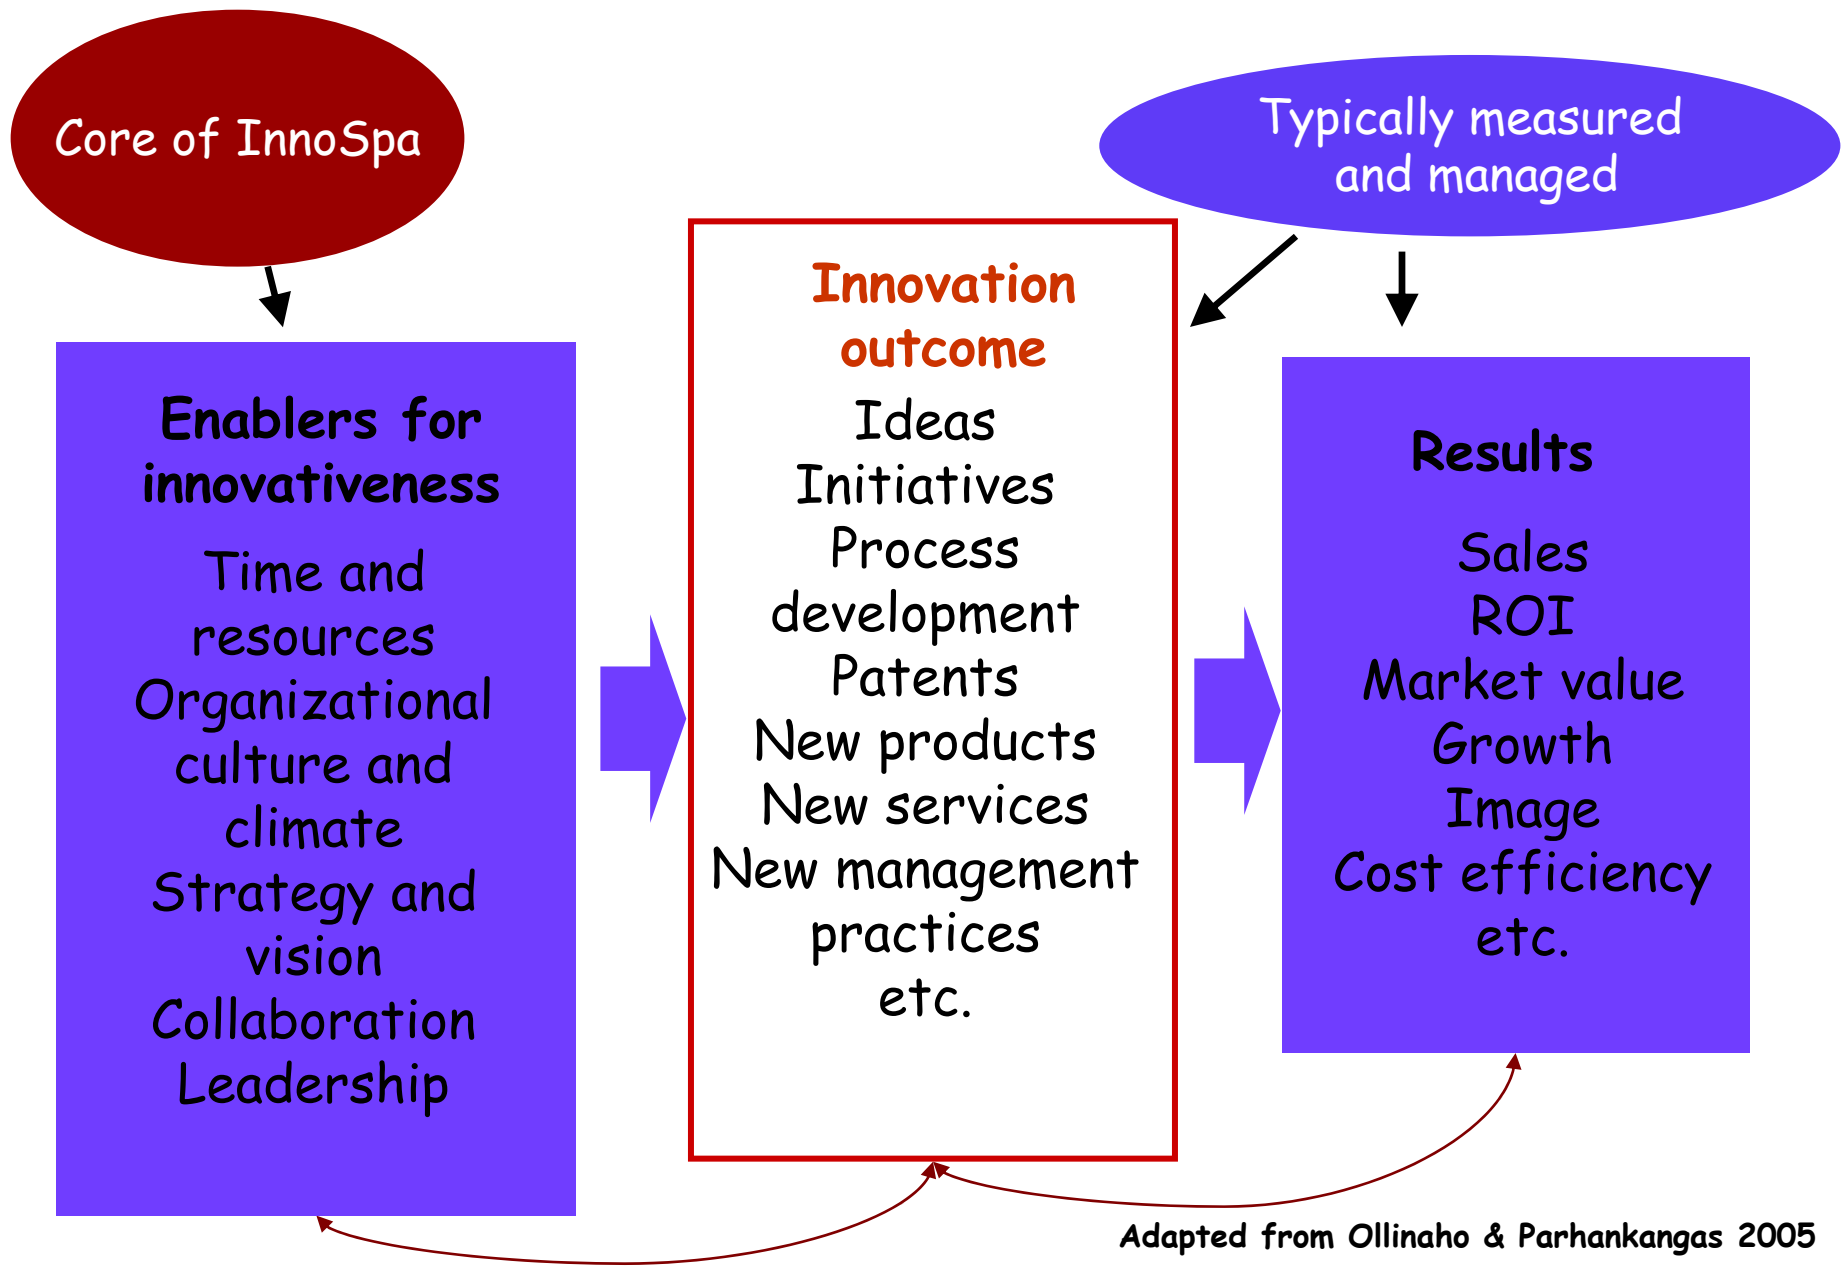 Core of InnoSpa
Typically measured
and managed
Enablers for
innovativeness
Time and
resources
Organizational
culture and
climate
Strategy and
vision
Collaboration
Leadership
Innovation
outcome
Ideas
Initiatives
Process
development
Patents
New products
New services
New management
practices
etc.
Results
Sales
ROI
Market value
Growth
Image
Cost efficiency
etc.
Adapted from Ollinaho & Parhankangas 2005